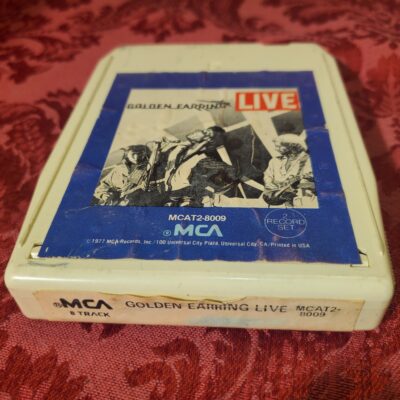 GOLDEN EARRING LIVE
MCAT2-8009
®MCA
2
RECORD
SET
℗1977 MCA Records, Inc./100 Universal City Plaza, Universal City, CA/Printed in USA
®MCA
8 TRACK
GOLDEN EARRING LIVE
MCAT2-
8009